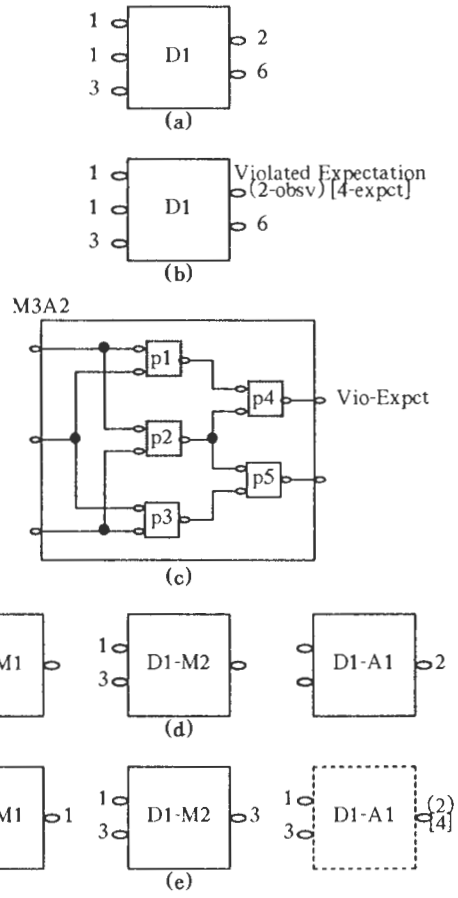 1
2
1
D1
6
3
(a)
1
Violated Expectation
(2-obsv) [4-expct]
1
D1
6
3
(b)
M3A2
p1
p4
Vio-Expct
p2
p5
p3
(c)
M1
1
3
D1-M2
D1-A1
2
(d)
M1
1
1
3
D1-M2
3
1
3
D1-A1
(2)
[4]
(e)